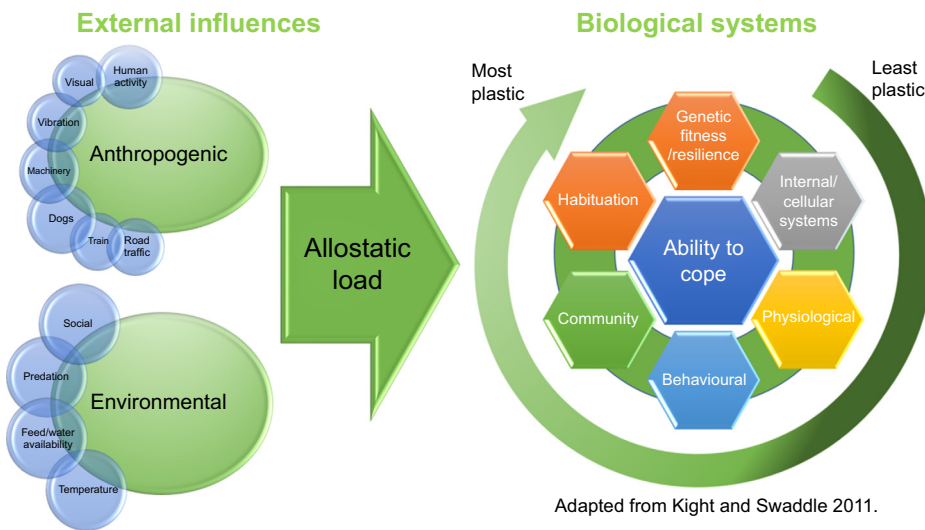 External influences
Visual
Human
activity
Vibration
Machinery
Dogs
Train
Road
traffic
Anthropogenic
Social
Predation
Feed/water
availability
Temperature
Environmental
Allostatic
load
Biological systems
Most
plastic
Least
plastic
Genetic
fitness
/resilience
Internal/
cellular
systems
Physiological
Behavioural
Community
Habituation
Ability to
cope
Adapted from Kight and Swaddle 2011.